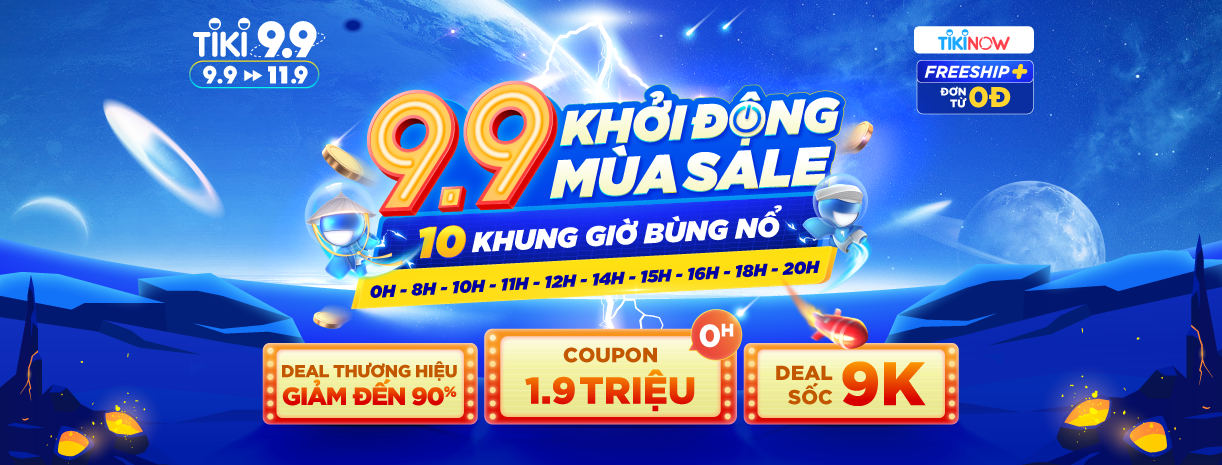 TIKI 9.9
9.9 11.9
TIKINOW
FREESHIP+
ĐƠN TỪ 0Đ
9.9 KHỞI ĐỘNG
MÙA SALE
10 KHUNG GIỜ BÙNG NỔ
0H - 8H - 10H - 11H - 12H - 14H - 15H - 16H - 18H - 20H
DEAL THƯƠNG HIỆU
GIẢM ĐẾN 90%
0H
COUPON
1.9 TRIỆU
DEAL SỐC 9K